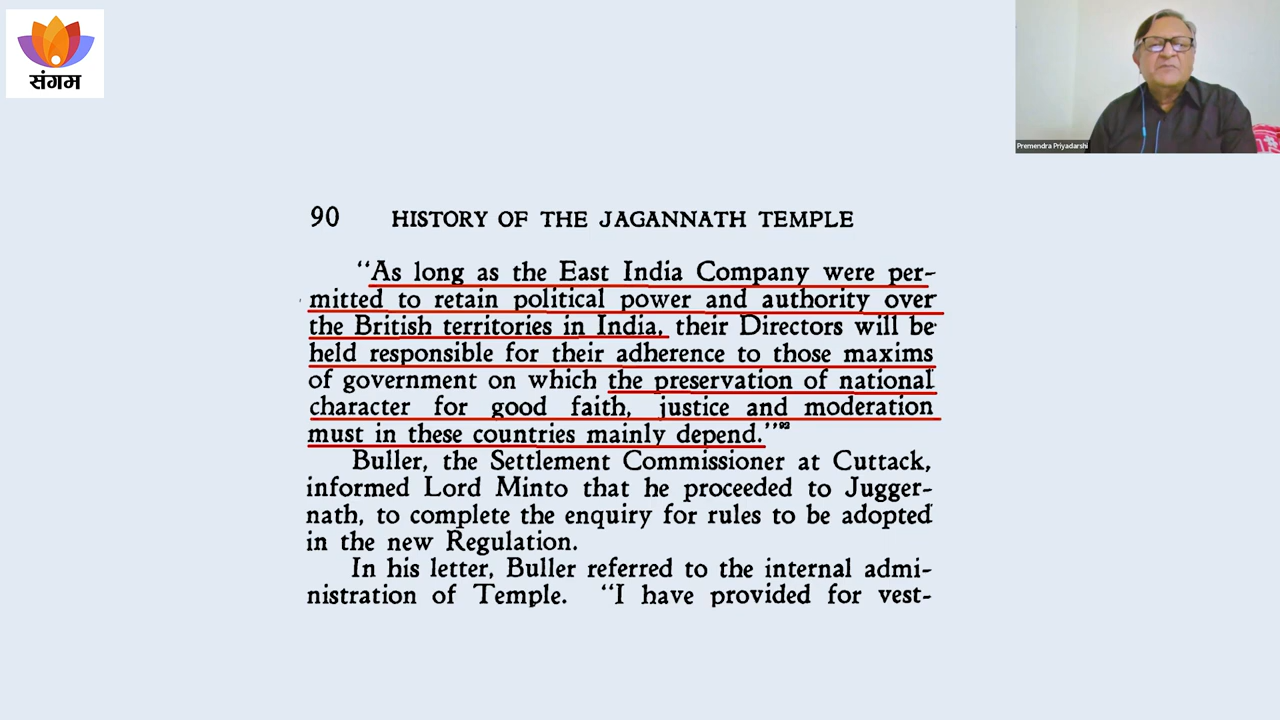 संगम
Premendra Priyadarshi
90 HISTORY OF THE JAGANNATH TEMPLE
“As long as the East India Company were per-
mitted to retain political power and authority over
the British territories in India, their Directors will be
held responsible for their adherence to those maxims
of government on which the preservation of national
character for good faith, justice and moderation
must in these countries mainly depend.”⁹²
Buller, the Settlement Commissioner at Cuttack,
informed Lord Minto that he proceeded to Jugger-
nath, to complete the enquiry for rules to be adopted
in the new Regulation.
In his letter, Buller referred to the internal admi-
nistration of Temple. “I have provided for vest-